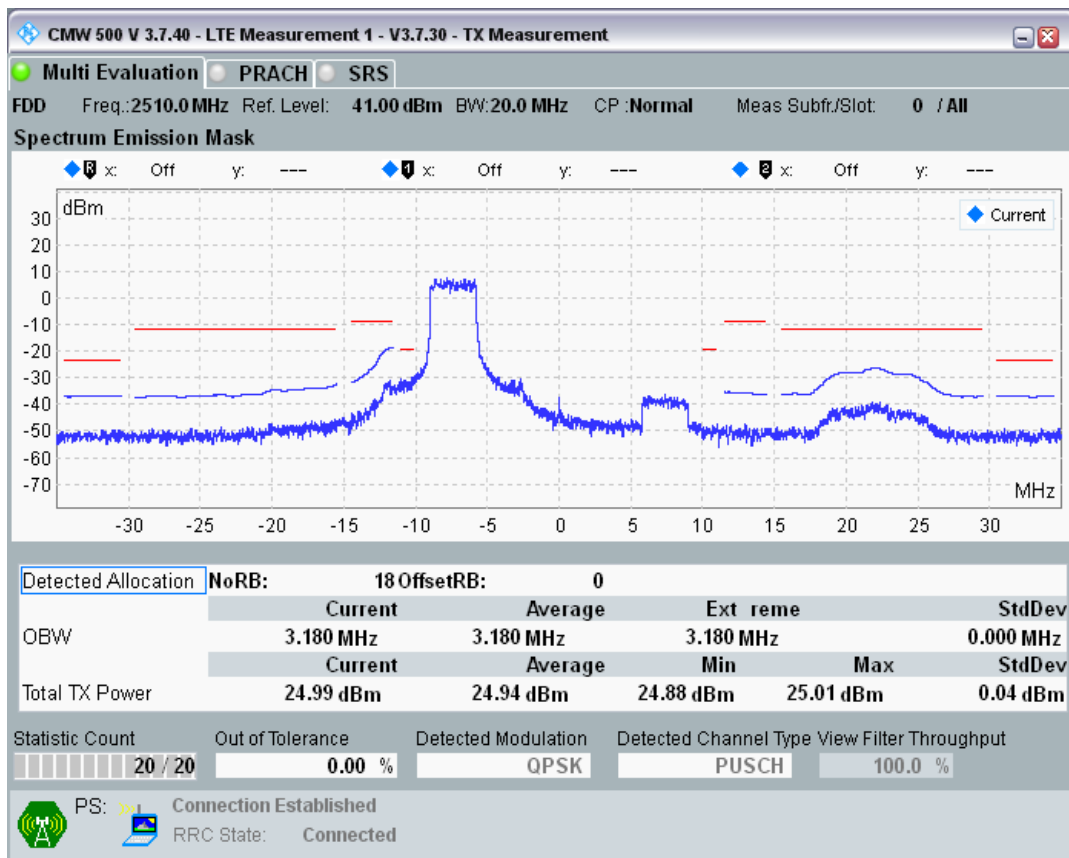 CMW 500 V 3.7.40 - LTE Measurement 1 - V3.7.30 - TX Measurement
Multi Evaluation PRACH SRS
FDD Freq.:2510.0 MHz Ref. Level: 41.00 dBm BW:20.0 MHz CP :Normal Meas Subfr./Slot: 0 / All
Spectrum Emission Mask
R x: Off y: --- 1 x: Off y: --- 2 x: Off y: ---
dBm
Current
30
20
10
0
-10
-20
-30
-40
-50
-60
-70
MHz
-30 -25 -20 -15 -10 -5 0 5 10 15 20 25 30
Detected Allocation NoRB: 18 OffsetRB: 0
Current Average Ext reme StdDev
OBW 3.180 MHz 3.180 MHz 3.180 MHz 0.000 MHz
Current Average Min Max StdDev
Total TX Power 24.99 dBm 24.94 dBm 24.88 dBm 25.01 dBm 0.04 dBm
Statistic Count Out of Tolerance Detected Modulation Detected Channel Type View Filter Throughput
20 / 20 0.00 % QPSK PUSCH 100.0 %
PS: Connection Established
RRC State: Connected